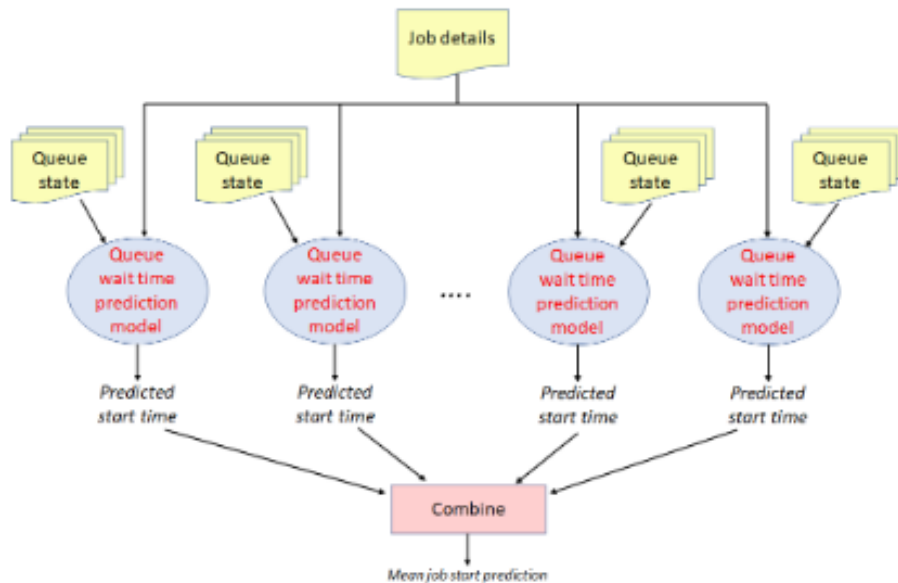 Job details
Queue
state
Queue
state
Queue
state
Queue
state
Queue
wait time
prediction
model
Queue
wait time
prediction
model
....
Queue
wait time
prediction
model
Queue
wait time
prediction
model
Predicted
start time
Predicted
start time
Predicted
start time
Predicted
start time
Combine
Mean job start prediction